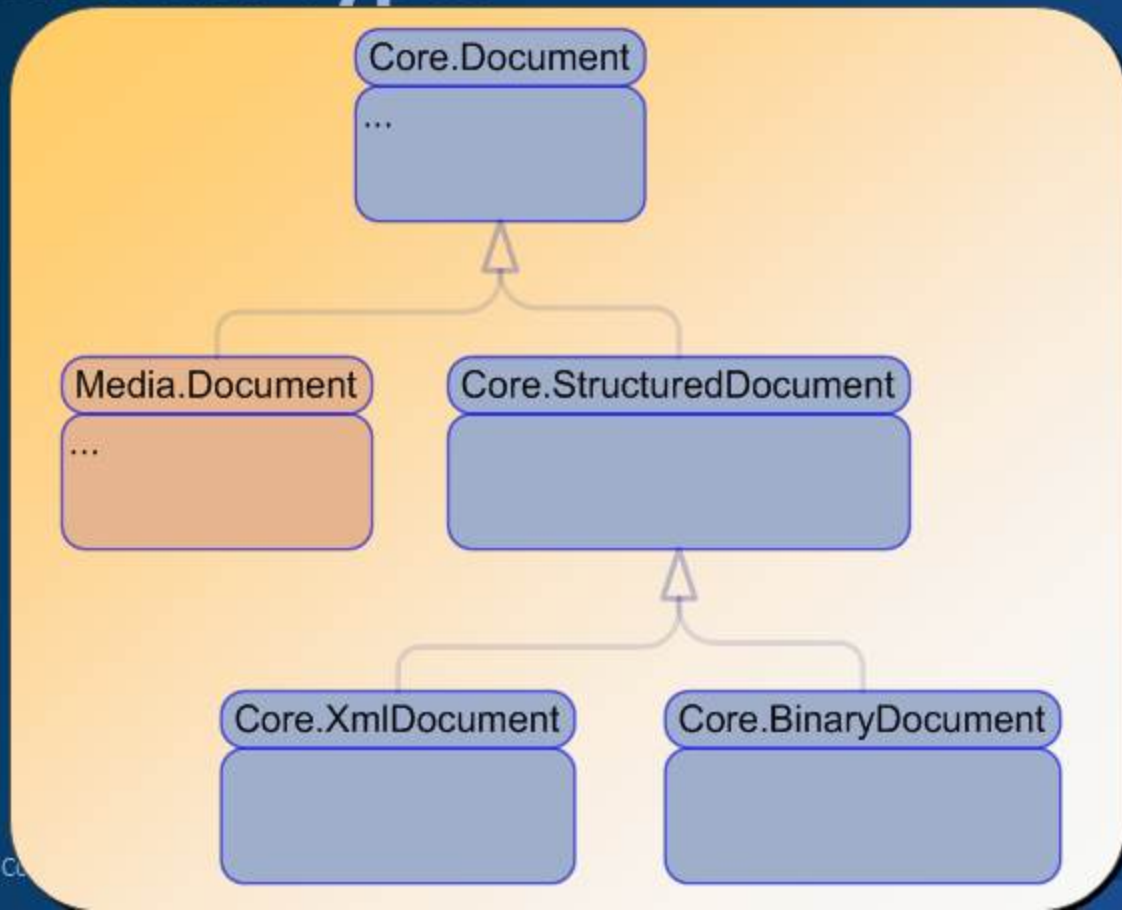 Core.Document
...
Media.Document
Core.StructuredDocument
...
Core.XmlDocument
Core.BinaryDocument